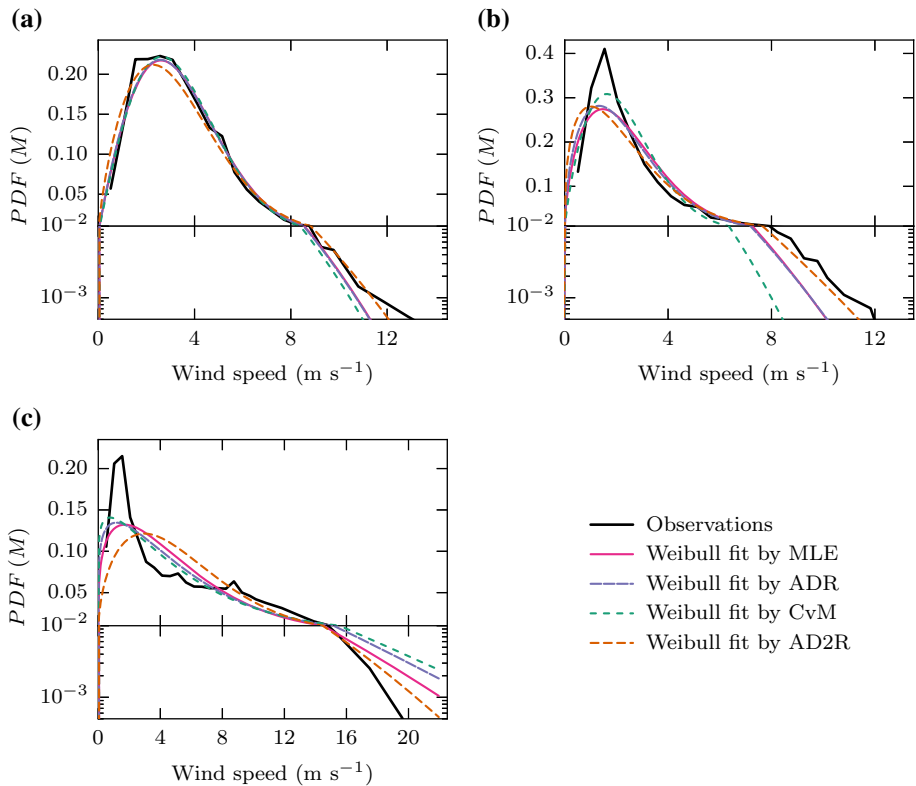 (a)
0.20
0.15
0.10
0.05
10⁻²
10⁻³
PDF (M)
0 4 8 12
Wind speed (m s⁻¹)
(b)
0.4
0.3
0.2
0.1
10⁻²
10⁻³
PDF (M)
0 4 8 12
Wind speed (m s⁻¹)
(c)
0.20
0.15
0.10
0.05
10⁻²
10⁻³
PDF (M)
0 4 8 12 16 20
Wind speed (m s⁻¹)
Observations
Weibull fit by MLE
Weibull fit by ADR
Weibull fit by CvM
Weibull fit by AD2R